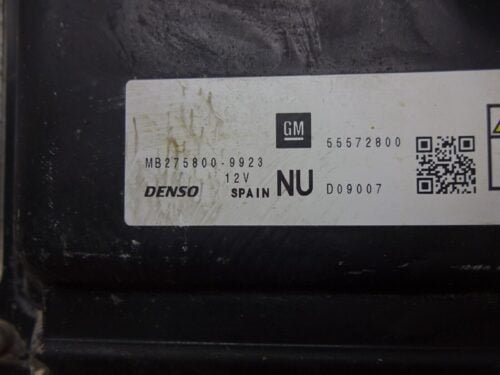 GM 55572800
MB275800-9923
12V
DENSO SPAIN NU D09007